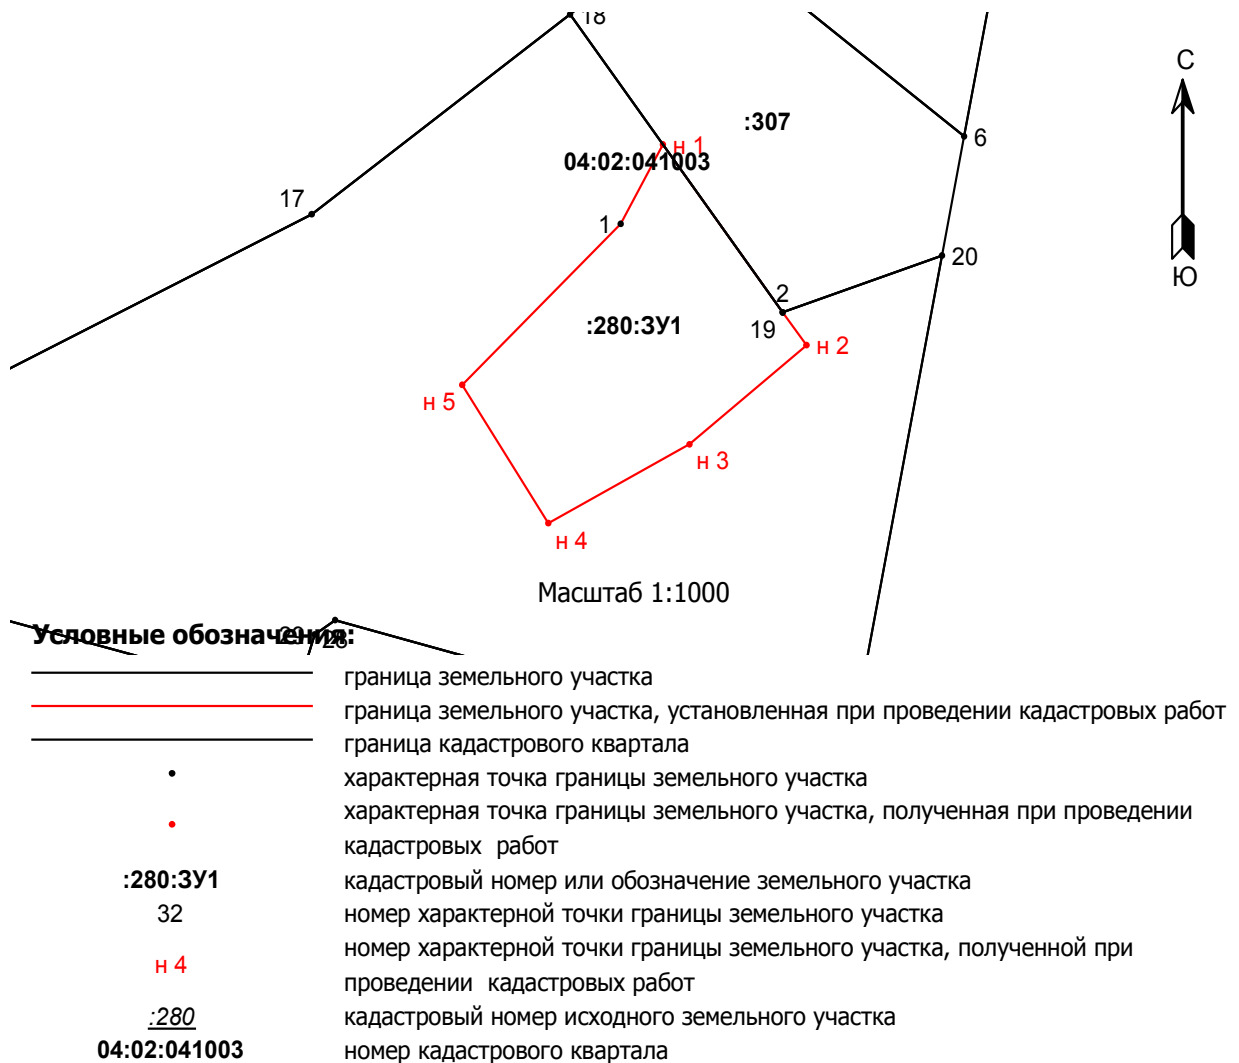 18
С
:307
6
н 1
04:02:041003
17
1
20
Ю
2
:280:ЗУ1
19
н 2
н 5
н 3
н 4
Масштаб 1:1000
Условные обозначения:
29
28
граница земельного участка
граница земельного участка, установленная при проведении кадастровых работ
граница кадастрового квартала
характерная точка границы земельного участка
характерная точка границы земельного участка, полученная при проведении
кадастровых работ
:280:ЗУ1 кадастровый номер или обозначение земельного участка
32 номер характерной точки границы земельного участка
номер характерной точки границы земельного участка, полученной при
н 4
проведении кадастровых работ
:280 кадастровый номер исходного земельного участка
04:02:041003 номер кадастрового квартала